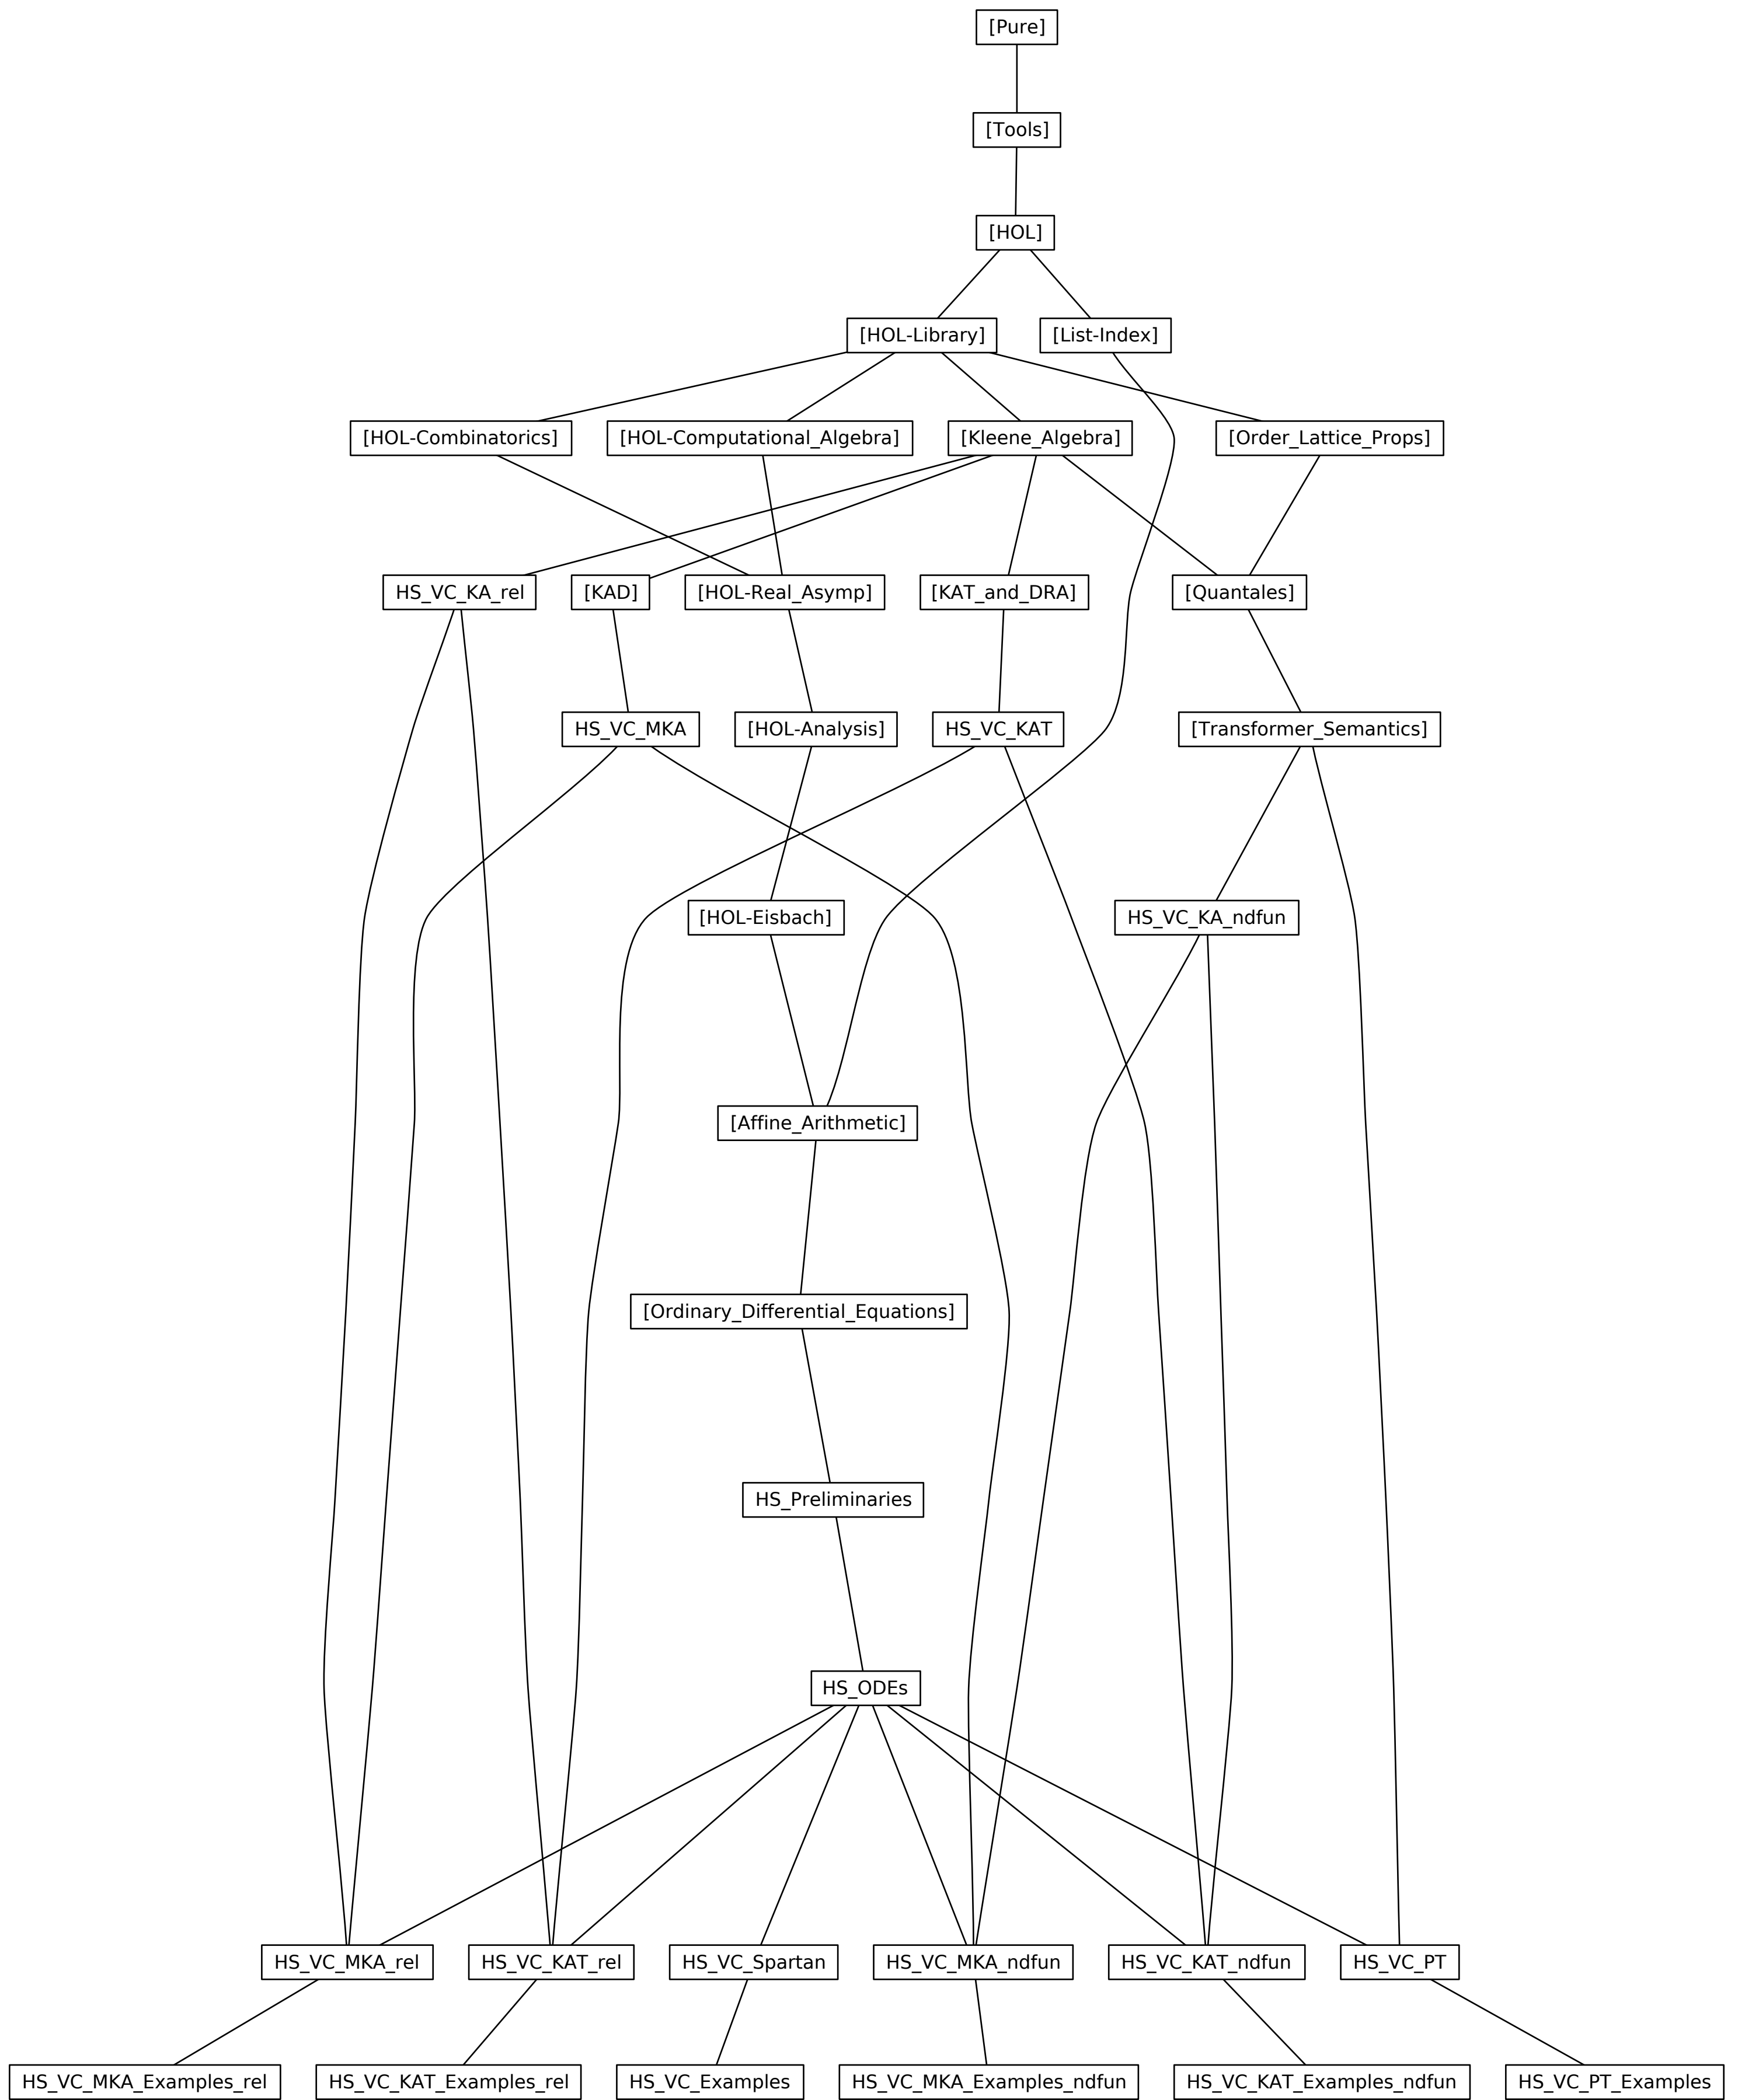 [Pure]
[Tools]
[HOL]
[HOL-Library]
[List-Index]
[HOL-Combinatorics]
[HOL-Computational_Algebra]
[Kleene_Algebra]
[Order_Lattice_Props]
HS_VC_KA_rel
[KAD]
[HOL-Real_Asymp]
[KAT_and_DRA]
[Quantales]
HS_VC_MKA
[HOL-Analysis]
HS_VC_KAT
[Transformer_Semantics]
[HOL-Eisbach]
HS_VC_KA_ndfun
[Affine_Arithmetic]
[Ordinary_Differential_Equations]
HS_Preliminaries
HS_ODEs
HS_VC_MKA_rel
HS_VC_KAT_rel
HS_VC_Spartan
HS_VC_MKA_ndfun
HS_VC_KAT_ndfun
HS_VC_PT
HS_VC_MKA_Examples_rel
HS_VC_KAT_Examples_rel
HS_VC_Examples
HS_VC_MKA_Examples_ndfun
HS_VC_KAT_Examples_ndfun
HS_VC_PT_Examples